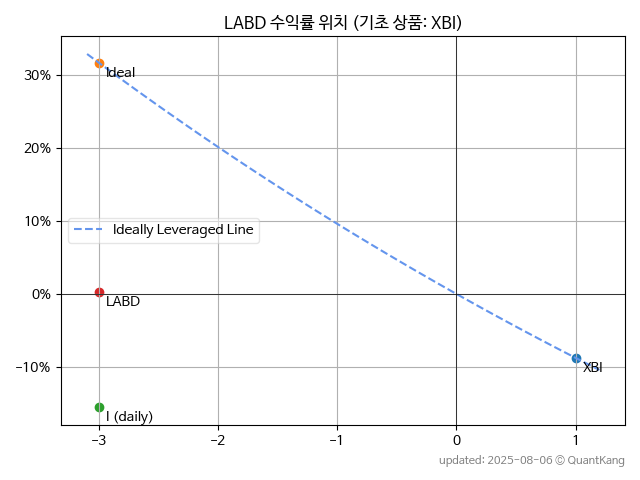 LABD 수익률 위치 (기초 상품: XBI)
30%
20%
10%
0%
−10%
Ideal
Ideally Leveraged Line
LABD
XBI
I (daily)
−3
−2
−1
0
1
updated: 2025-08-06 © QuantKang